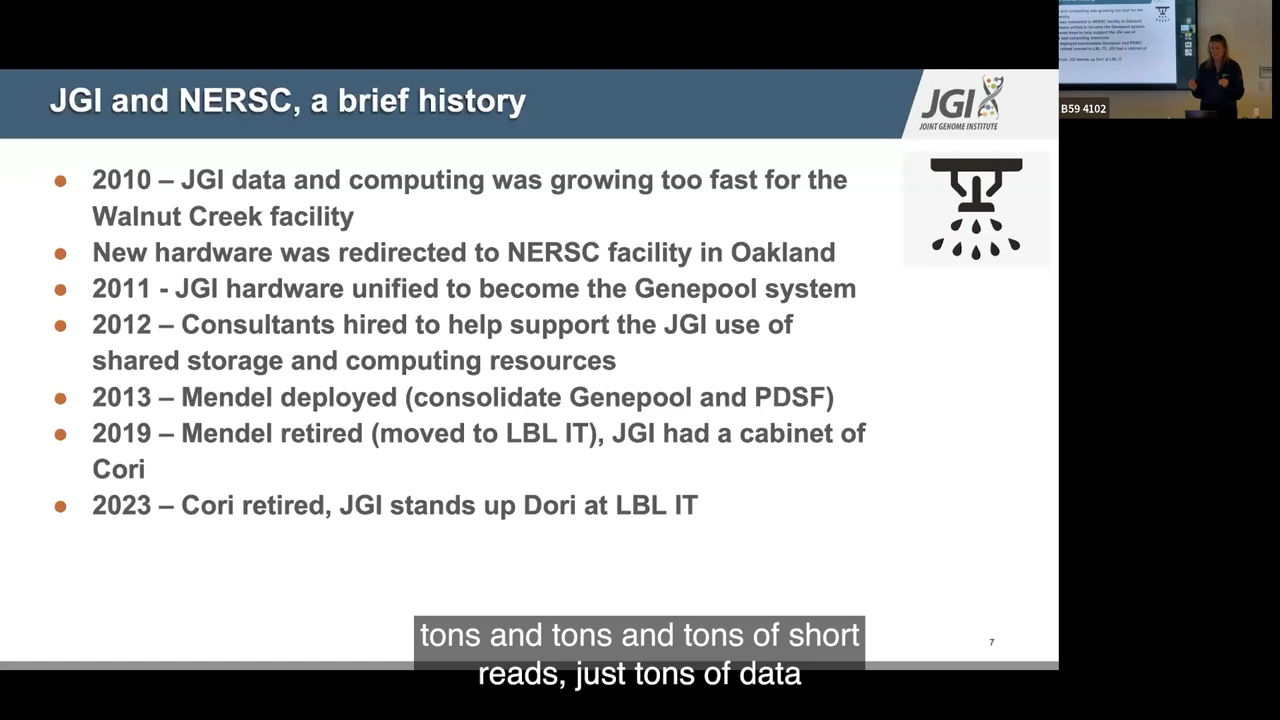 JGI and NERSC, a brief history
JGI
JOINT GENOME INSTITUTE
B59 4102
● 2010 – JGI data and computing was growing too fast for the
Walnut Creek facility
● New hardware was redirected to NERSC facility in Oakland
● 2011 - JGI hardware unified to become the Genepool system
● 2012 – Consultants hired to help support the JGI use of
shared storage and computing resources
● 2013 – Mendel deployed (consolidate Genepool and PDSF)
● 2019 – Mendel retired (moved to LBL IT), JGI had a cabinet of
Cori
● 2023 – Cori retired, JGI stands up Dori at LBL IT
tons and tons and tons of short
reads, just tons of data
7